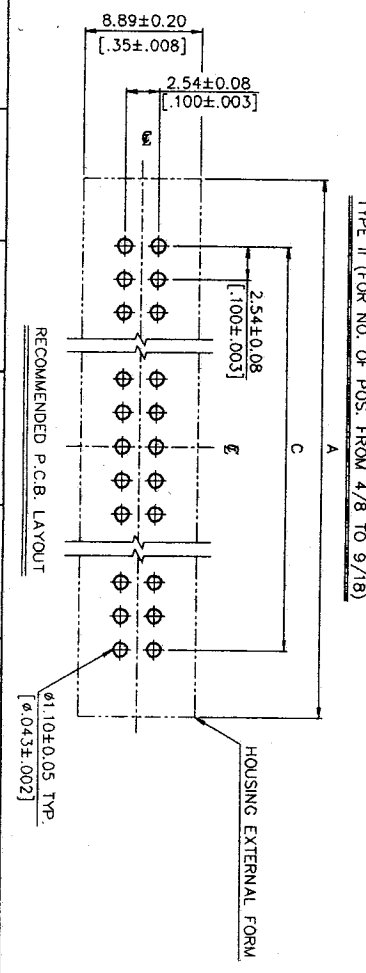 TYPE II (FOR NO. OF POS. FROM 4/8 TO 9/18)
A
C
2.54±0.08
[.100±.003]
2.54±0.08
[.100±.003]
8.89±0.20
[.35±.008]
HOUSING EXTERNAL FORM
ø1.10±0.05 TYP.
[ø.043±.002]
RECOMMENDED P.C.B. LAYOUT